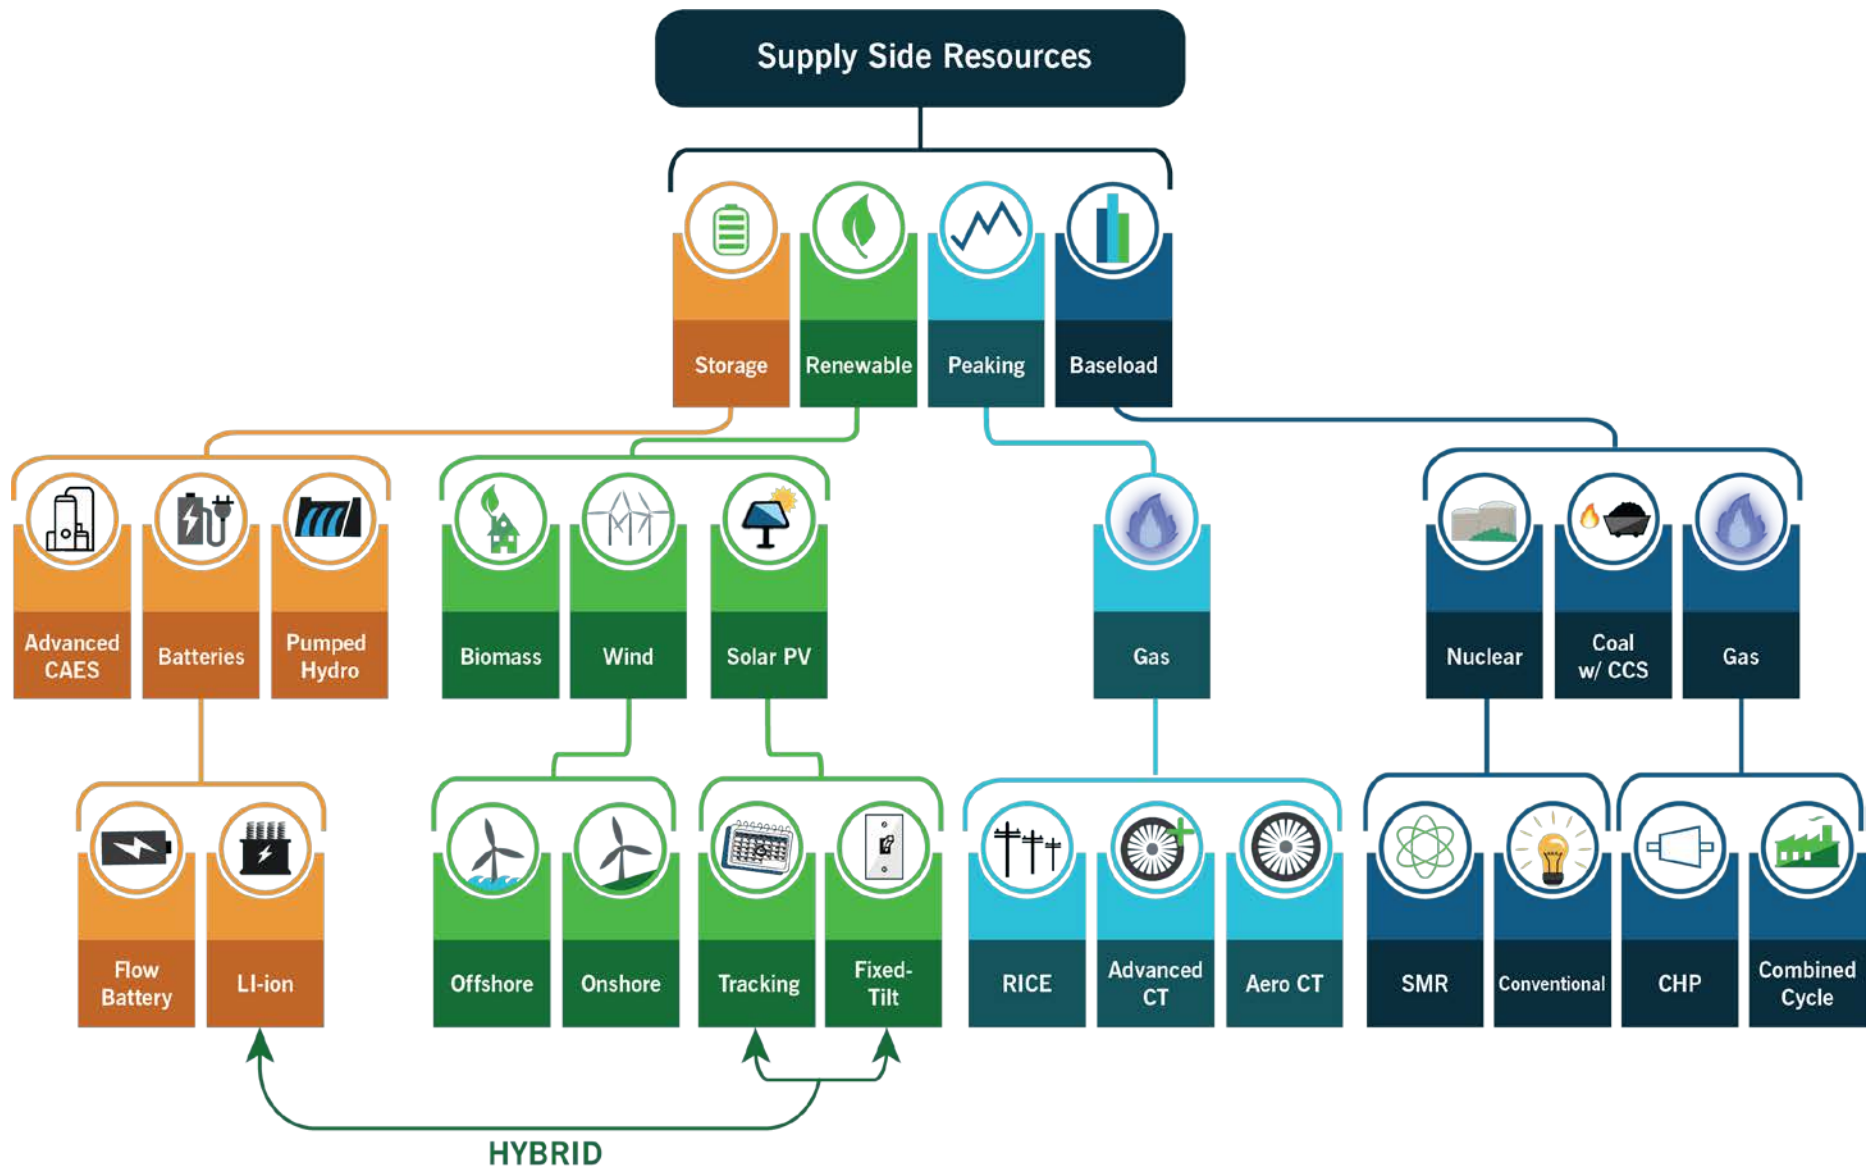 Supply Side Resources
Storage
Renewable
Peaking
Baseload
Advanced
CAES
Batteries
Pumped
Hydro
Biomass
Wind
Solar PV
Gas
Nuclear
Coal
w/ CCS
Gas
Flow
Battery
LI-ion
Offshore
Onshore
Tracking
Fixed-
Tilt
RICE
Advanced
CT
Aero CT
SMR
Conventional
CHP
Combined
Cycle
HYBRID